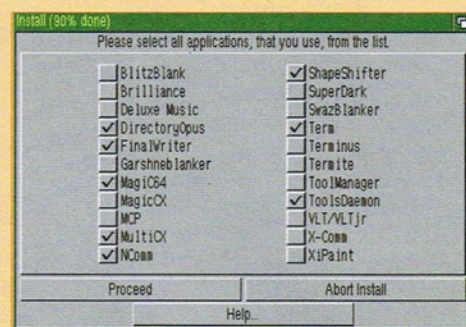 Install (90% done)
Please select all applications, that you use, from the list.
BlitzBlank
Brilliance
Deluxe Music
DirectoryOpus
FinalWriter
Garshneblanker
MagiC64
MagicCX
MCP
MultiCX
NComm
ShapeShifter
SuperDark
SwazBlanker
Term
Terminus
Termite
ToolManager
ToolsDaemon
VLT/VLTjr
X-Comm
XiPaint
Proceed
Abort Install
Help...